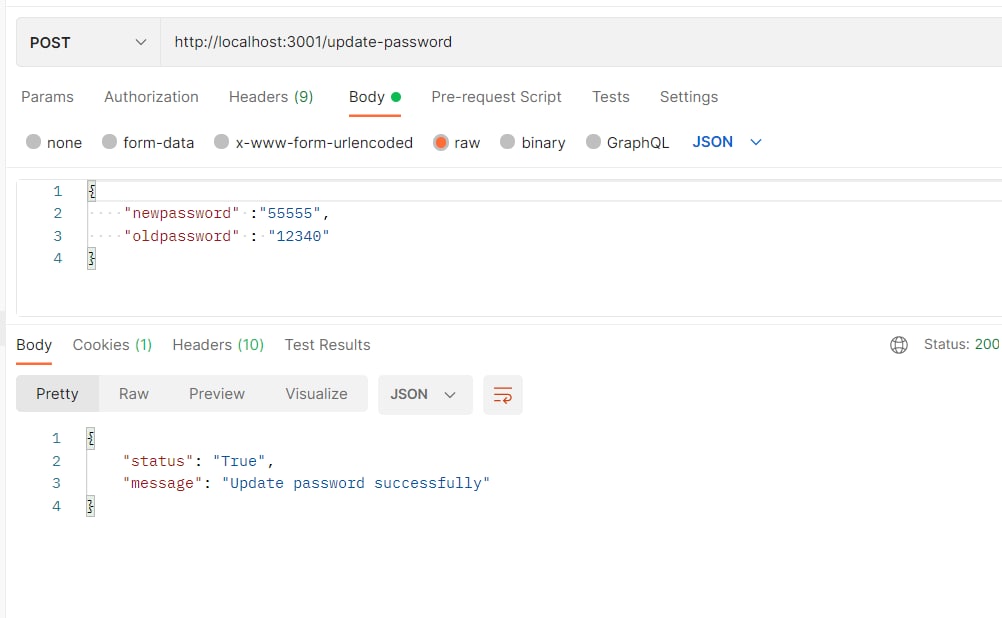 POST http://localhost:3001/update-password
Params Authorization Headers (9) Body Pre-request Script Tests Settings
none form-data x-www-form-urlencoded raw binary GraphQL JSON
1 {
2 ····"newpassword"·:"55555",
3 ····"oldpassword"·:·"12340"
4 }
Body Cookies (1) Headers (10) Test Results Status: 200
Pretty Raw Preview Visualize JSON
1 {
2 "status": "True",
3 "message": "Update password successfully"
4 }